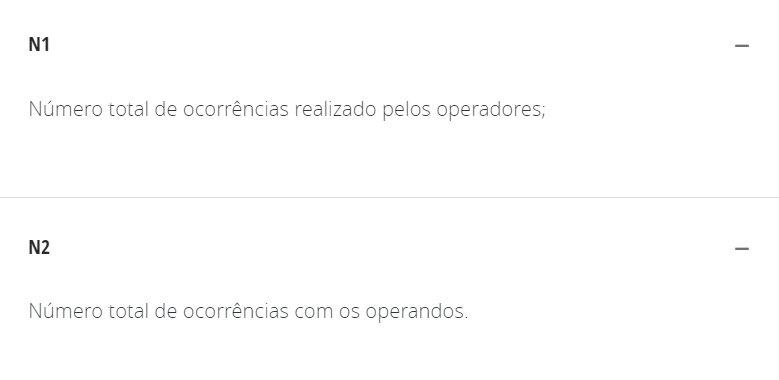 N1
Número total de ocorrências realizado pelos operadores;
N2
Número total de ocorrências com os operandos.